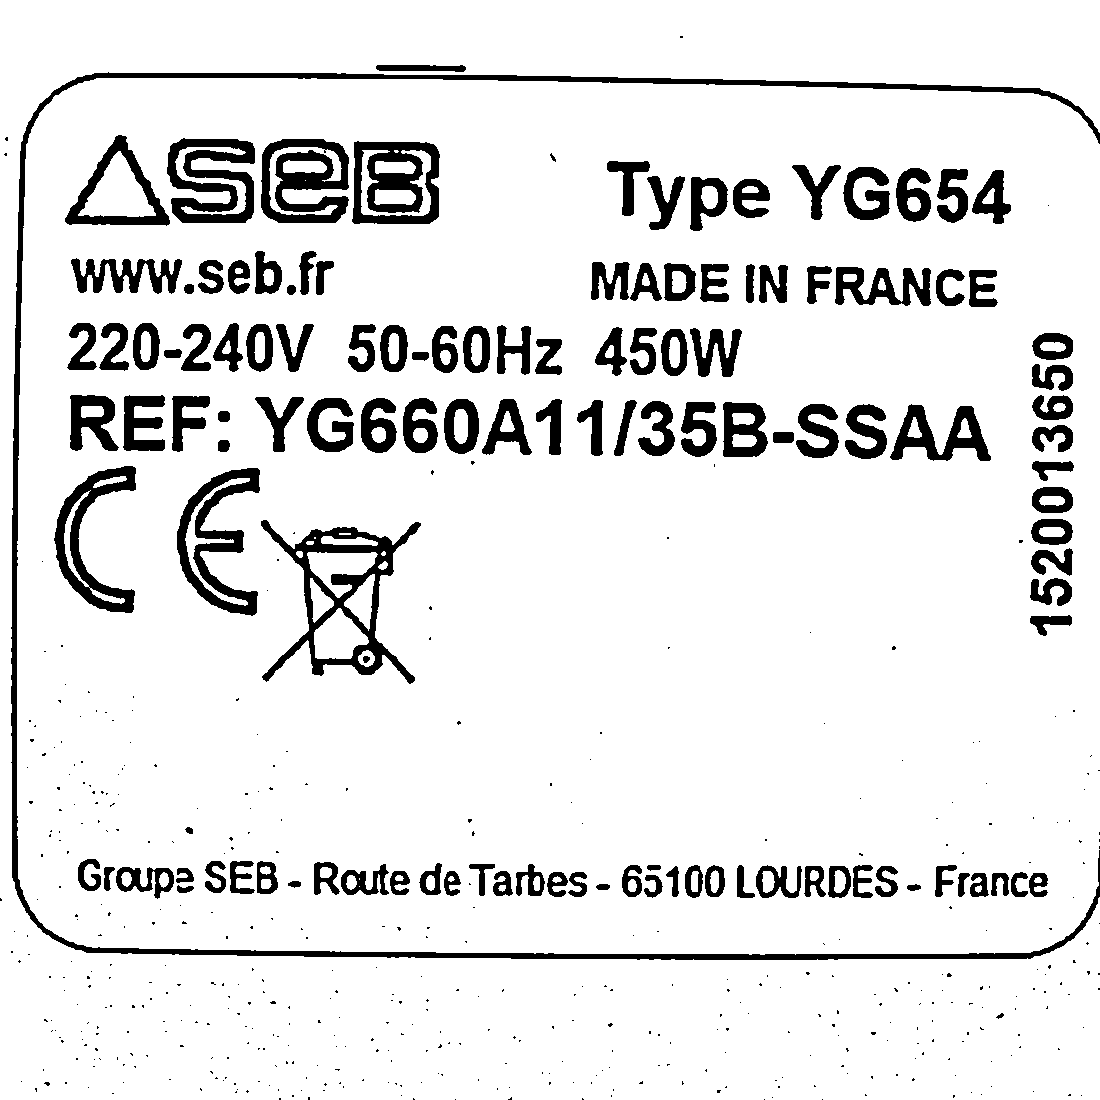 SEB
Type YG654
www.seb.fr
MADE IN FRANCE
220-240V 50-60Hz 450W
REF: YG660A11/35B-SSAA
CE
1520013650
Groupe SEB - Route de Tarbes - 65100 LOURDES - France